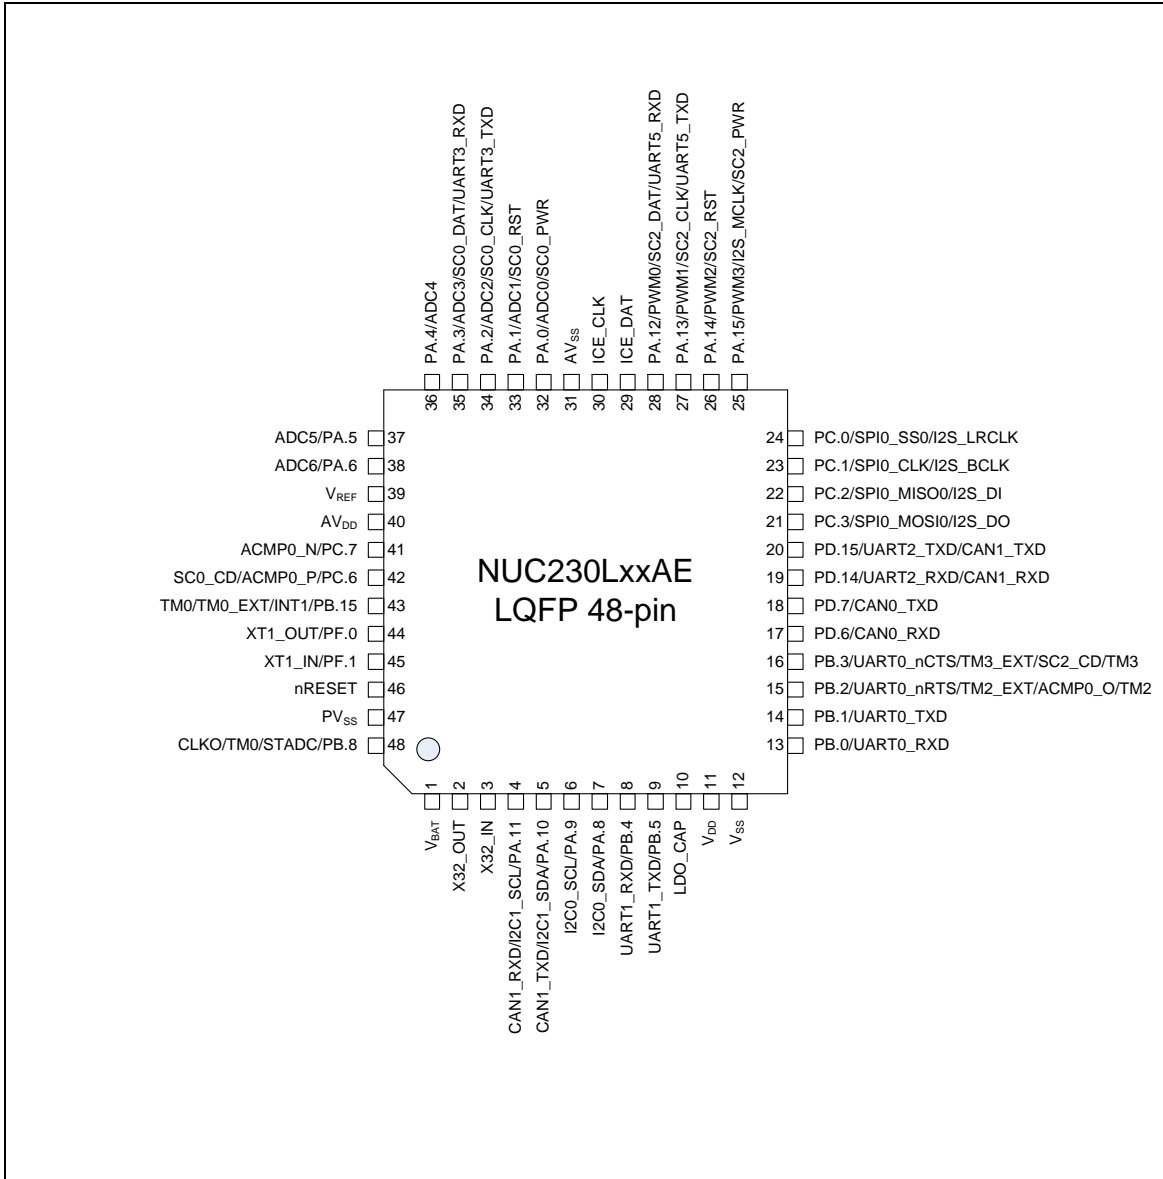 PA.4/ADC4
PA.3/ADC3/SC0_DAT/UART3_RXD
PA.2/ADC2/SC0_CLK/UART3_TXD
PA.1/ADC1/SC0_RST
PA.0/ADC0/SC0_PWR
AVSS
ICE_CLK
ICE_DAT
PA.12/PWM0/SC2_DAT/UART5_RXD
PA.13/PWM1/SC2_CLK/UART5_TXD
PA.14/PWM2/SC2_RST
PA.15/PWM3/I2S_MCLK/SC2_PWR
36
35
34
33
32
31
30
29
28
27
26
25
ADC5/PA.5 37
ADC6/PA.6 38
VREF 39
AVDD 40
ACMP0_N/PC.7 41
SC0_CD/ACMP0_P/PC.6 42
TM0/TM0_EXT/INT1/PB.15 43
XT1_OUT/PF.0 44
XT1_IN/PF.1 45
nRESET 46
PVSS 47
CLKO/TM0/STADC/PB.8 48
NUC230LxxAE
LQFP 48-pin
24 PC.0/SPI0_SS0/I2S_LRCLK
23 PC.1/SPI0_CLK/I2S_BCLK
22 PC.2/SPI0_MISO0/I2S_DI
21 PC.3/SPI0_MOSI0/I2S_DO
20 PD.15/UART2_TXD/CAN1_TXD
19 PD.14/UART2_RXD/CAN1_RXD
18 PD.7/CAN0_TXD
17 PD.6/CAN0_RXD
16 PB.3/UART0_nCTS/TM3_EXT/SC2_CD/TM3
15 PB.2/UART0_nRTS/TM2_EXT/ACMP0_O/TM2
14 PB.1/UART0_TXD
13 PB.0/UART0_RXD
1
2
3
4
5
6
7
8
9
10
11
12
VBAT
X32_OUT
X32_IN
CAN1_RXD/I2C1_SCL/PA.11
CAN1_TXD/I2C1_SDA/PA.10
I2C0_SCL/PA.9
I2C0_SDA/PA.8
UART1_RXD/PB.4
UART1_TXD/PB.5
LDO_CAP
VDD
VSS